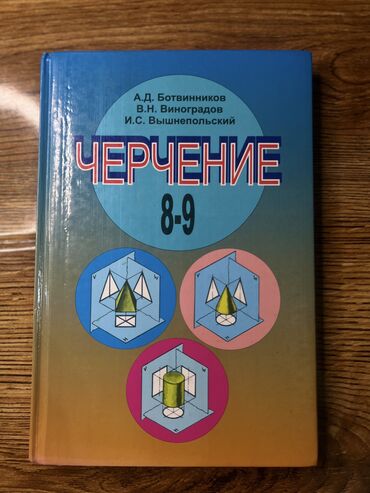 А.Д. Ботвинников
В.Н. Виноградов
И.С. Вышнепольский
ЧЕРЧЕНИЕ
8-9